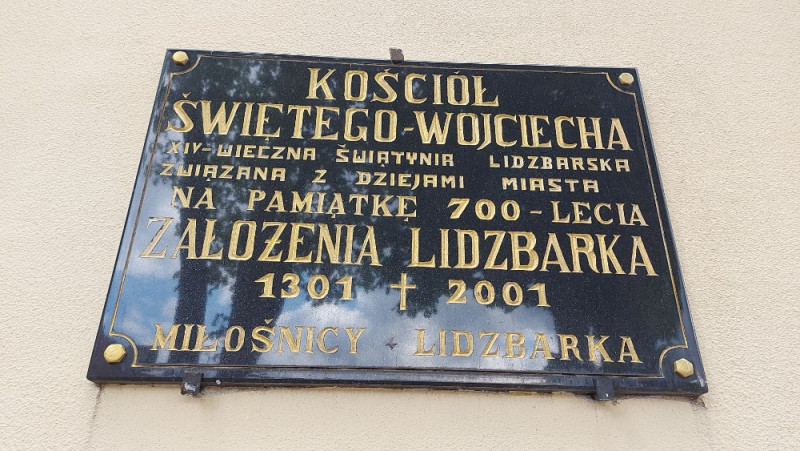 KOŚCIÓŁ
ŚWIĘTEGO-WOJCIECHA
XIV-WIECZNA ŚWIĄTYNIA LIDZBARSKA
ZWIĄZANA Z DZIEJAMI MIASTA
NA PAMIĄTKĘ 700-LECIA
ZAŁOŻENIA LIDZBARKA
1301 † 2001
MIŁOŚNICY LIDZBARKA